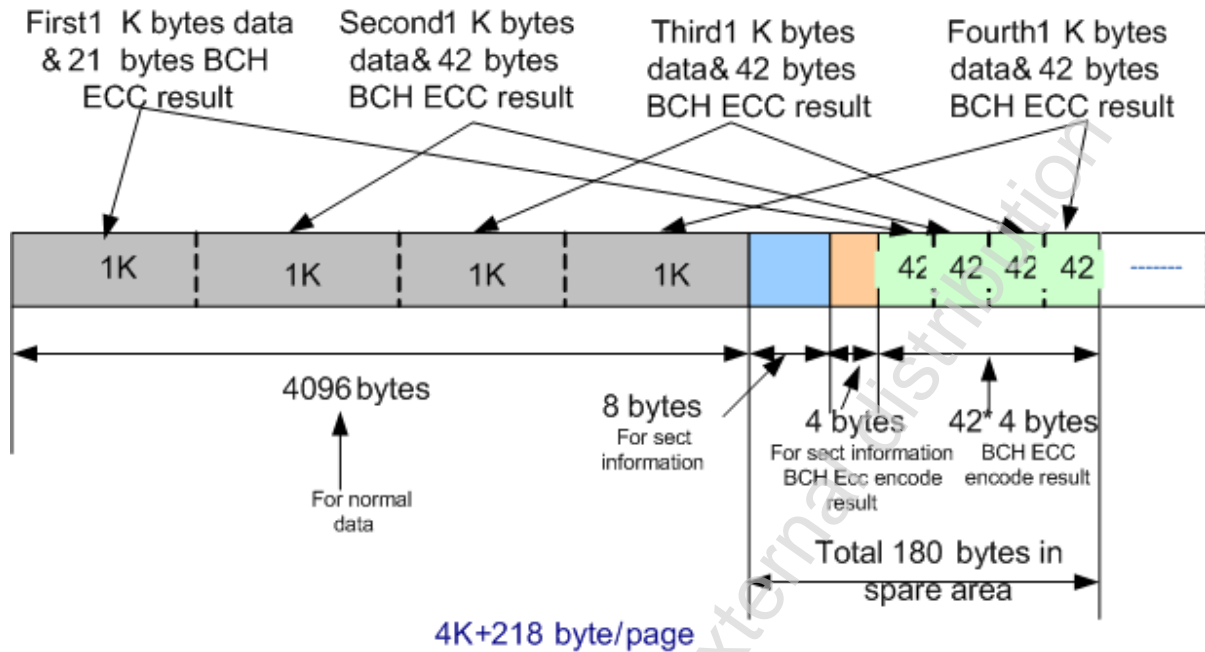 First1 K bytes data
& 21 bytes BCH
ECC result
Second1 K bytes
data& 42 bytes
BCH ECC result
Third1 K bytes
data& 42 bytes
BCH ECC result
Fourth1 K bytes
data& 42 bytes
BCH ECC result
1K
1K
1K
1K
42
42
42
42
-------
4096 bytes
For normal
data
8 bytes
For sect
information
4 bytes
For sect information
BCH Ecc encode
result
42* 4 bytes
BCH ECC
encode result
Total 180 bytes in
spare area
4K+218 byte/page
external distribution